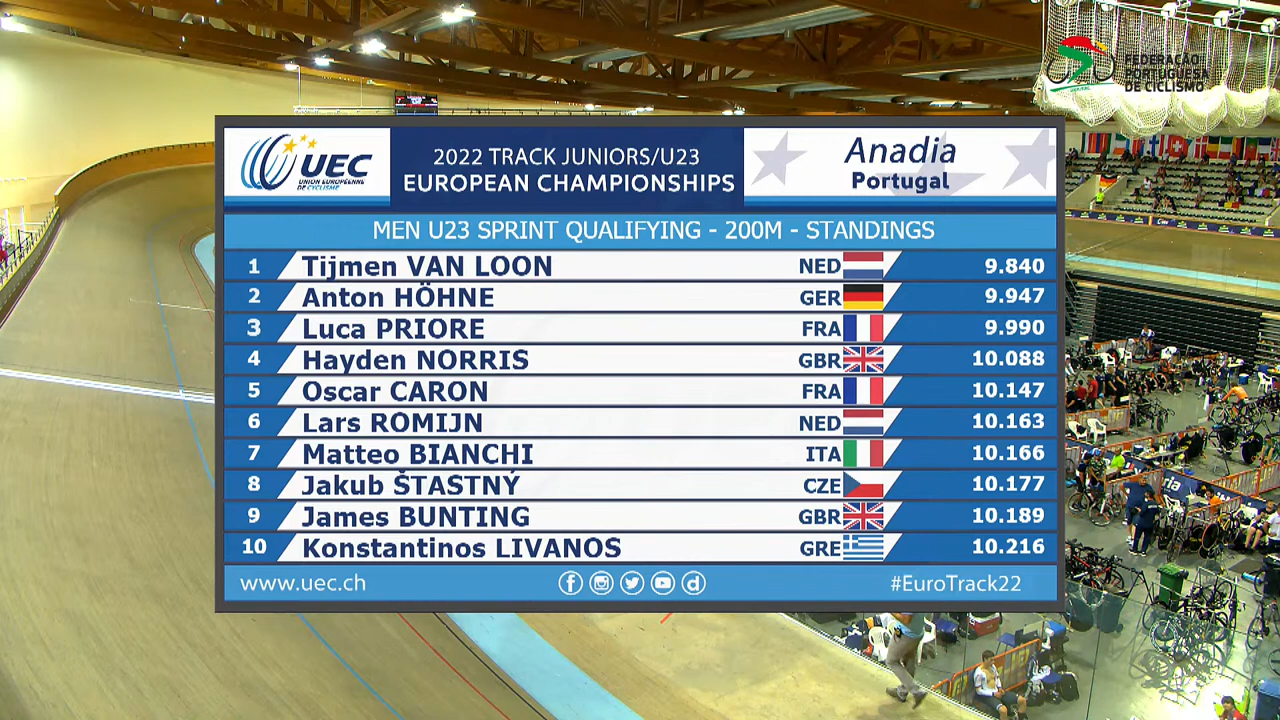 FEDERAÇÃO
PORTUGUESA
DE CICLISMO
UEC
UNION EUROPÉENNE
DE CYCLISME
2022 TRACK JUNIORS/U23
EUROPEAN CHAMPIONSHIPS
Anadia
Portugal
MEN U23 SPRINT QUALIFYING - 200M - STANDINGS
1 Tijmen VAN LOON NED 9.840
2 Anton HÖHNE GER 9.947
3 Luca PRIORE FRA 9.990
4 Hayden NORRIS GBR 10.088
5 Oscar CARON FRA 10.147
6 Lars ROMIJN NED 10.163
7 Matteo BIANCHI ITA 10.166
8 Jakub ŠTASTNÝ CZE 10.177
9 James BUNTING GBR 10.189
10 Konstantinos LIVANOS GRE 10.216
www.uec.ch #EuroTrack22